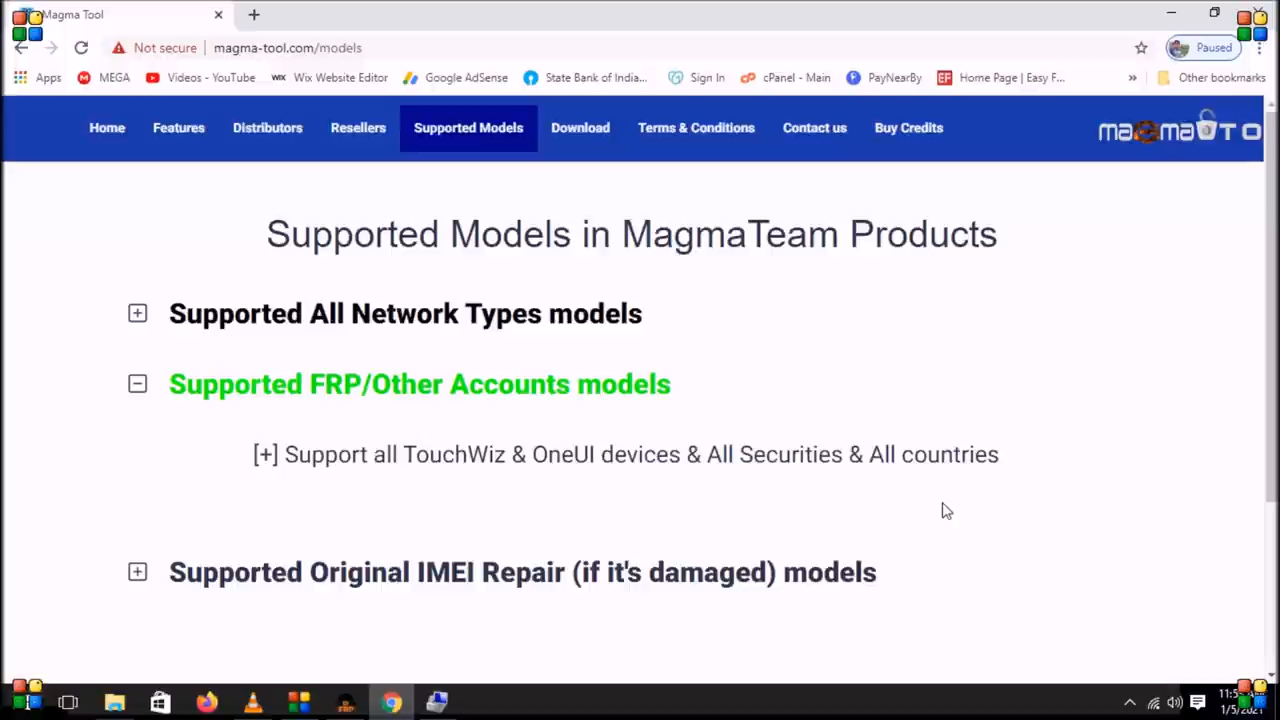 Magma Tool
Not secure
magma-tool.com/models
Paused
Apps
MEGA
Videos - YouTube
Wix Website Editor
Google AdSense
State Bank of India...
Sign In
cPanel - Main
PayNearBy
Home Page | Easy F...
»
Other bookmarks
Home
Features
Distributors
Resellers
Supported Models
Download
Terms & Conditions
Contact us
Buy Credits
Supported Models in MagmaTeam Products
Supported All Network Types models
Supported FRP/Other Accounts models
[+] Support all TouchWiz & OneUI devices & All Securities & All countries
Supported Original IMEI Repair (if it's damaged) models
FRP